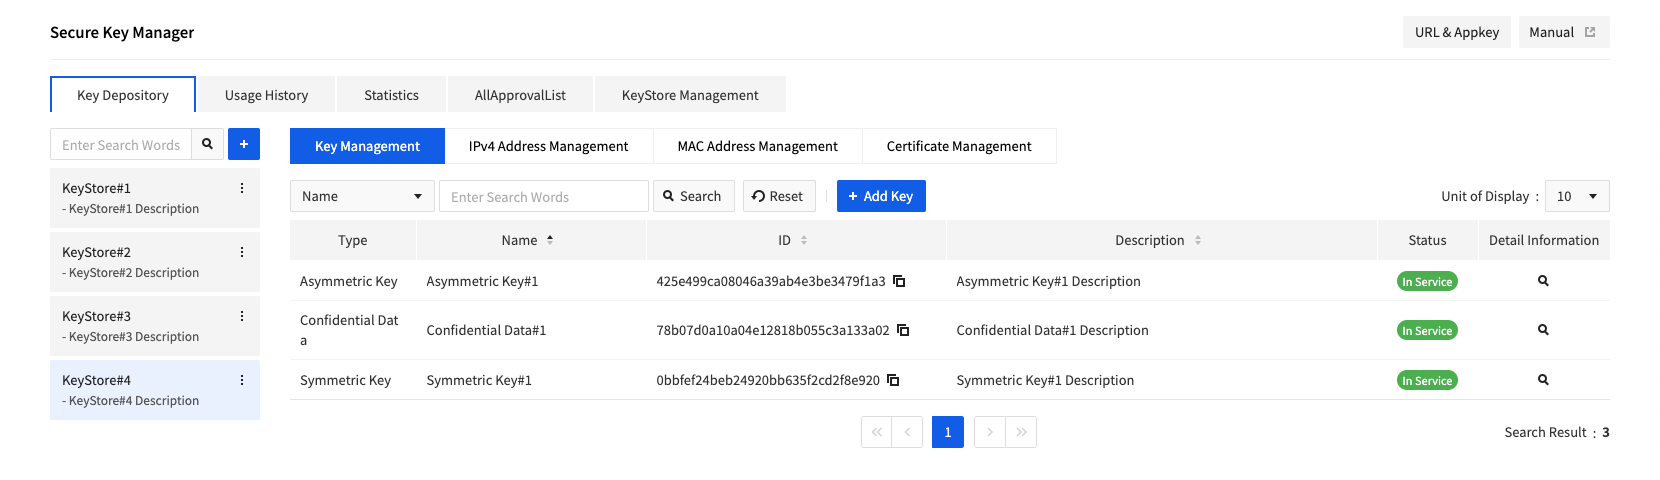 Secure Key Manager
URL & Appkey
Manual
Key Depository
Usage History
Statistics
AllApprovalList
KeyStore Management
Enter Search Words
+
KeyStore#1
- KeyStore#1 Description
KeyStore#2
- KeyStore#2 Description
KeyStore#3
- KeyStore#3 Description
KeyStore#4
- KeyStore#4 Description
Key Management
IPv4 Address Management
MAC Address Management
Certificate Management
Name
Enter Search Words
Search
Reset
+ Add Key
Unit of Display : 10
Type Name ID Description Status Detail Information
Asymmetric Key Asymmetric Key#1 425e499ca08046a39ab4e3be3479f1a3 Asymmetric Key#1 Description In Service
Confidential Dat
a
Confidential Data#1 78b07d0a10a04e12818b055c3a133a02 Confidential Data#1 Description In Service
Symmetric Key Symmetric Key#1 0bbfef24beb24920bb635f2cd2f8e920 Symmetric Key#1 Description In Service
1
Search Result : 3